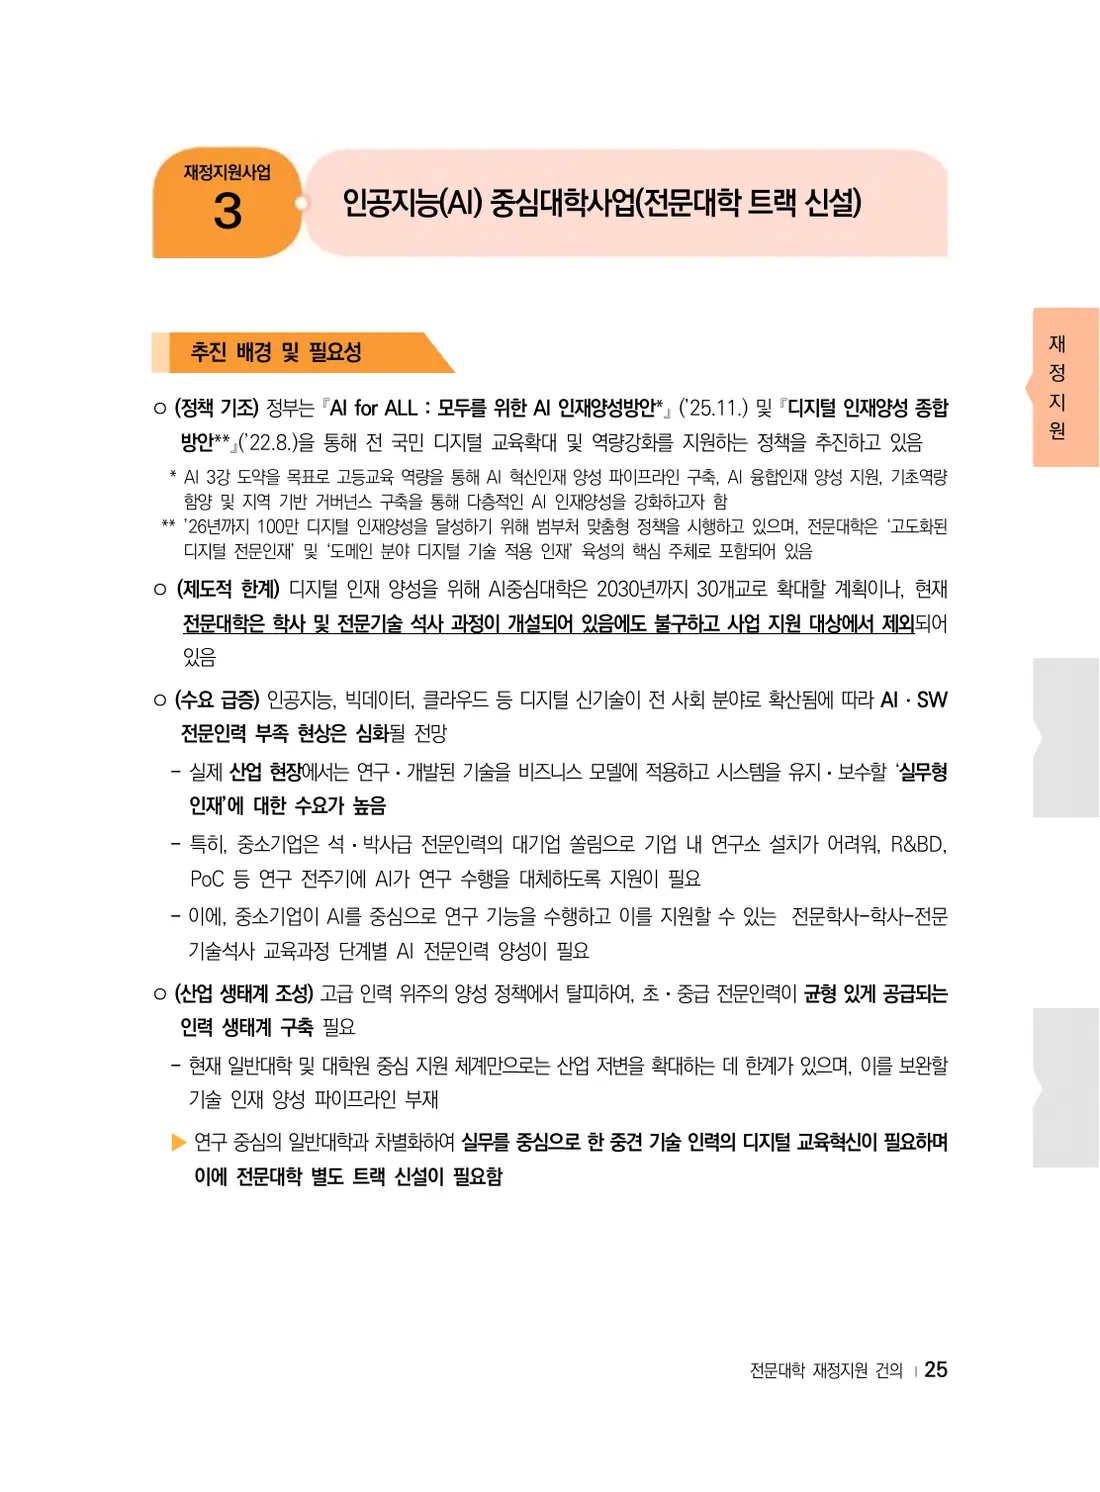 재정지원사업
3
인공지능(AI) 중심대학사업(전문대학 트랙 신설)
추진 배경 및 필요성
○ (정책 기조) 정부는 『AI for ALL : 모두를 위한 AI 인재양성방안*』 (’25.11.) 및 『디지털 인재양성 종합
방안**』(’22.8.)을 통해 전 국민 디지털 교육확대 및 역량강화를 지원하는 정책을 추진하고 있음
* AI 3강 도약을 목표로 고등교육 역량을 통해 AI 혁신인재 양성 파이프라인 구축, AI 융합인재 양성 지원, 기초역량
함양 및 지역 기반 거버넌스 구축을 통해 다층적인 AI 인재양성을 강화하고자 함
** ’26년까지 100만 디지털 인재양성을 달성하기 위해 범부처 맞춤형 정책을 시행하고 있으며, 전문대학은 ‘고도화된
디지털 전문인재’ 및 ‘도메인 분야 디지털 기술 적용 인재’ 육성의 핵심 주체로 포함되어 있음
○ (제도적 한계) 디지털 인재 양성을 위해 AI중심대학은 2030년까지 30개교로 확대할 계획이나, 현재
전문대학은 학사 및 전문기술 석사 과정이 개설되어 있음에도 불구하고 사업 지원 대상에서 제외되어
있음
○ (수요 급증) 인공지능, 빅데이터, 클라우드 등 디지털 신기술이 전 사회 분야로 확산됨에 따라 AI · SW
전문인력 부족 현상은 심화될 전망
- 실제 산업 현장에서는 연구 · 개발된 기술을 비즈니스 모델에 적용하고 시스템을 유지 · 보수할 ‘실무형
인재’에 대한 수요가 높음
- 특히, 중소기업은 석 · 박사급 전문인력의 대기업 쏠림으로 기업 내 연구소 설치가 어려워, R&BD,
PoC 등 연구 전주기에 AI가 연구 수행을 대체하도록 지원이 필요
- 이에, 중소기업이 AI를 중심으로 연구 기능을 수행하고 이를 지원할 수 있는 전문학사-학사-전문
기술석사 교육과정 단계별 AI 전문인력 양성이 필요
○ (산업 생태계 조성) 고급 인력 위주의 양성 정책에서 탈피하여, 초 · 중급 전문인력이 균형 있게 공급되는
인력 생태계 구축 필요
- 현재 일반대학 및 대학원 중심 지원 체계만으로는 산업 저변을 확대하는 데 한계가 있으며, 이를 보완할
기술 인재 양성 파이프라인 부재
▶ 연구 중심의 일반대학과 차별화하여 실무를 중심으로 한 중견 기술 인력의 디지털 교육혁신이 필요하며
이에 전문대학 별도 트랙 신설이 필요함
재
정
지
원
전문대학 재정지원 건의 | 25